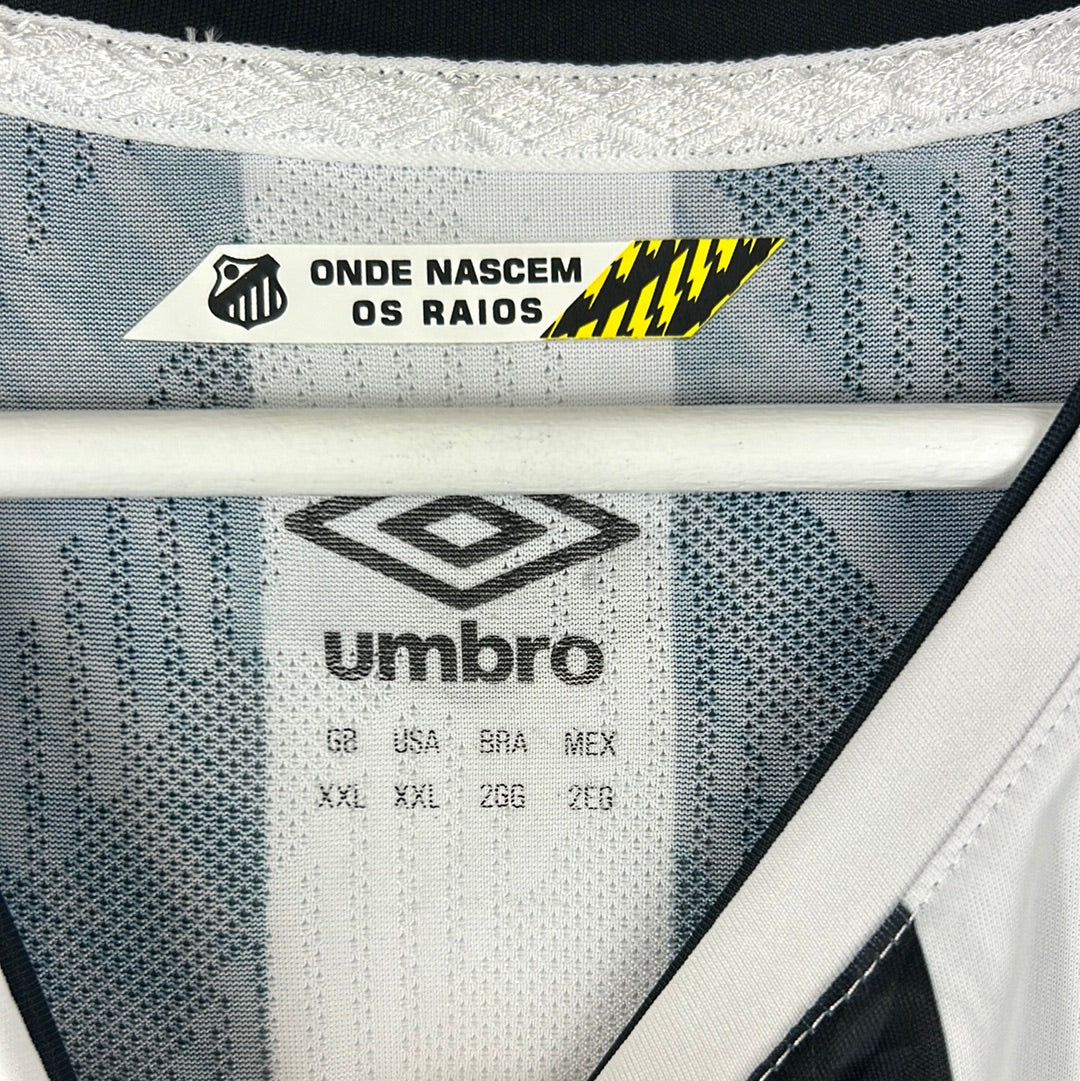 ONDE NASCEM
OS RAIOS
umbro
GB USA BRA MEX
XXL XXL 2GG 2EG